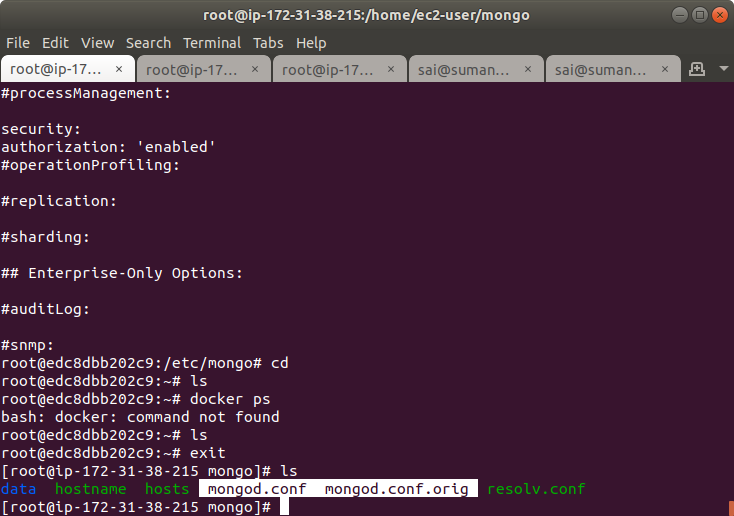 root@ip-172-31-38-215:/home/ec2-user/mongo
File Edit View Search Terminal Tabs Help
root@ip-17... × root@ip-17... × root@ip-17... × sai@suman... × sai@suman... ×
#processManagement:
security:
authorization: 'enabled'
#operationProfiling:
#replication:
#sharding:
## Enterprise-Only Options:
#auditLog:
#snmp:
root@edc8dbb202c9:/etc/mongo# cd
root@edc8dbb202c9:~# ls
root@edc8dbb202c9:~# docker ps
bash: docker: command not found
root@edc8dbb202c9:~# ls
root@edc8dbb202c9:~# exit
[root@ip-172-31-38-215 mongo]# ls
data hostname hosts mongod.conf mongod.conf.orig resolv.conf
[root@ip-172-31-38-215 mongo]#